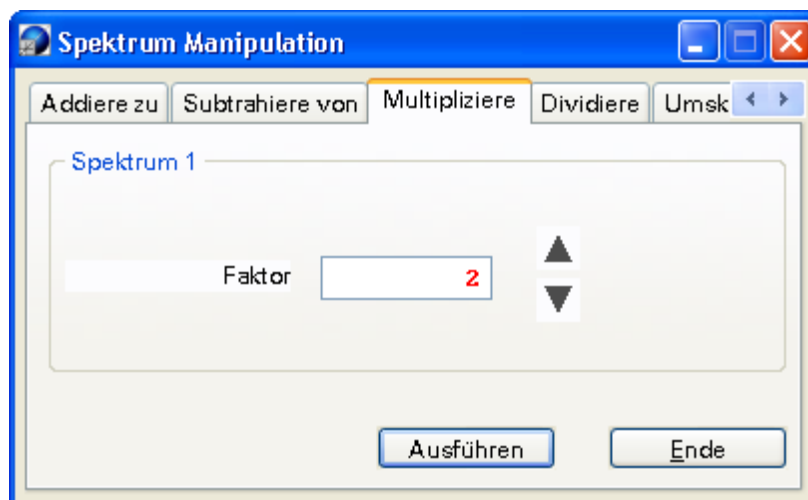 Spektrum Manipulation
Addiere zu Subtrahiere von Multipliziere Dividiere Umsk
Spektrum 1
Faktor 2
Ausführen Ende